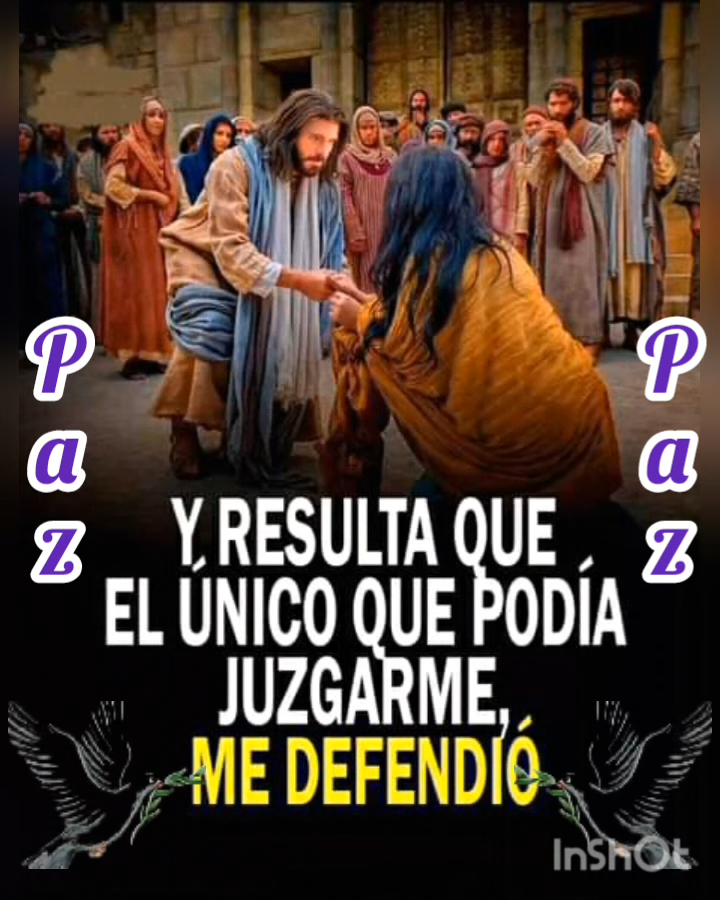 Paz
Paz
Y RESULTA QUE
EL ÚNICO QUE PODÍA
JUZGARME,
ME DEFENDIÓ
InShOt